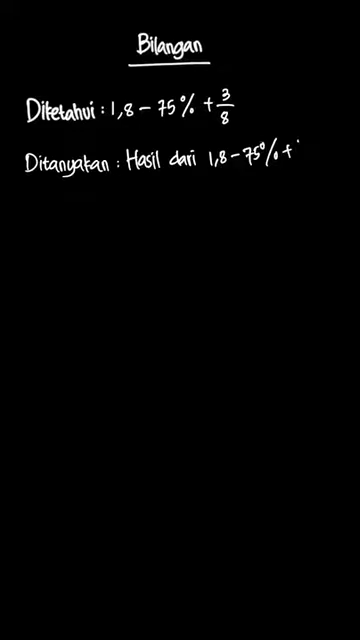 Bilangan
Diketahui : 1,8 - 75% + 3/8
Ditanyakan : Hasil dari 1,8 - 75% +